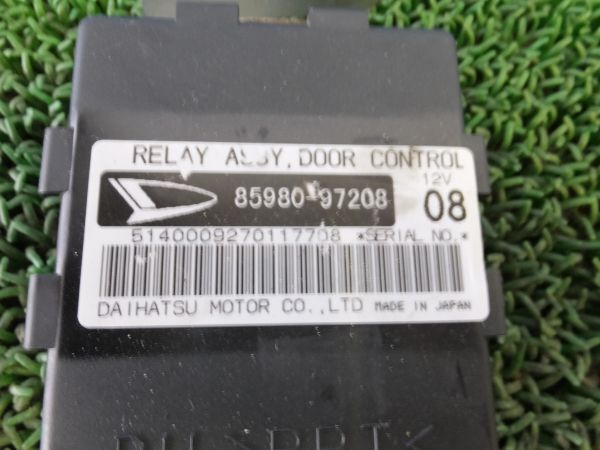 RELAY ASSY, DOOR CONTROL
12V
85980-97208
08
5140009270117708 *SERIAL NO.*
DAIHATSU MOTOR CO.,LTD MADE IN JAPAN